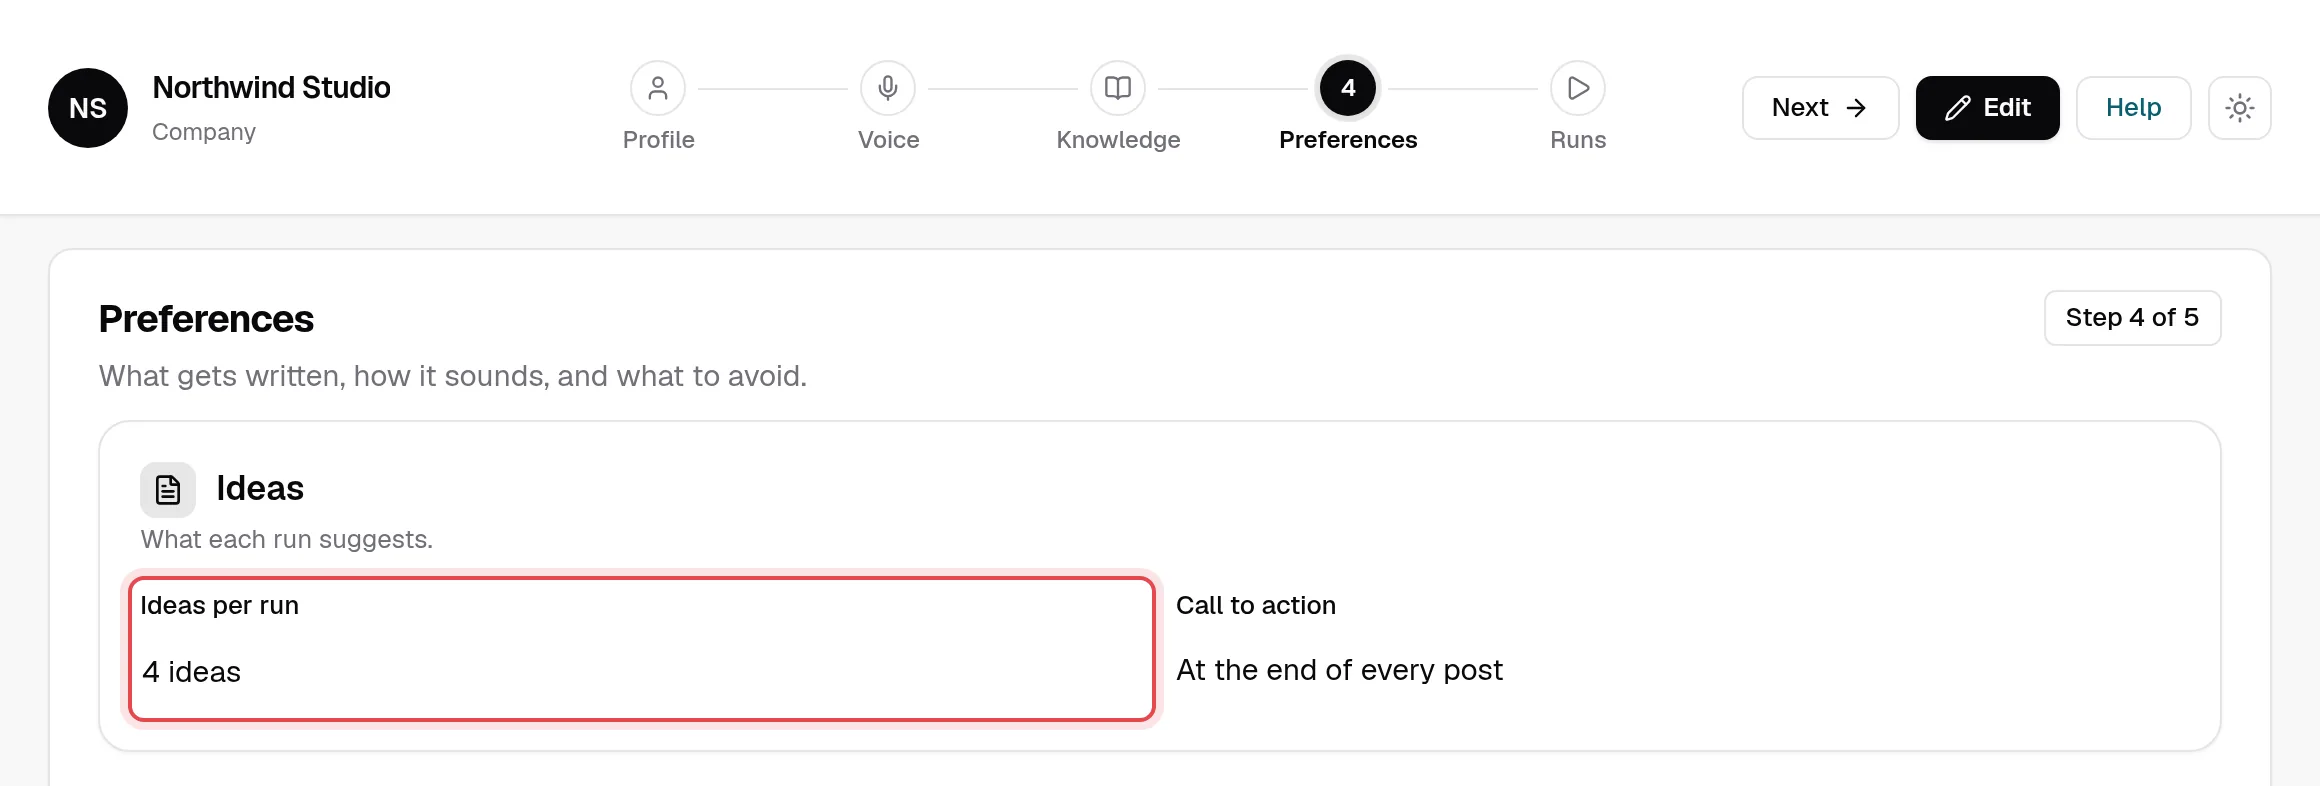 NS
Northwind Studio
Company
Profile
Voice
Knowledge
4
Preferences
Runs
Next
Edit
Help
Preferences
Step 4 of 5
What gets written, how it sounds, and what to avoid.
Ideas
What each run suggests.
Ideas per run
4 ideas
Call to action
At the end of every post